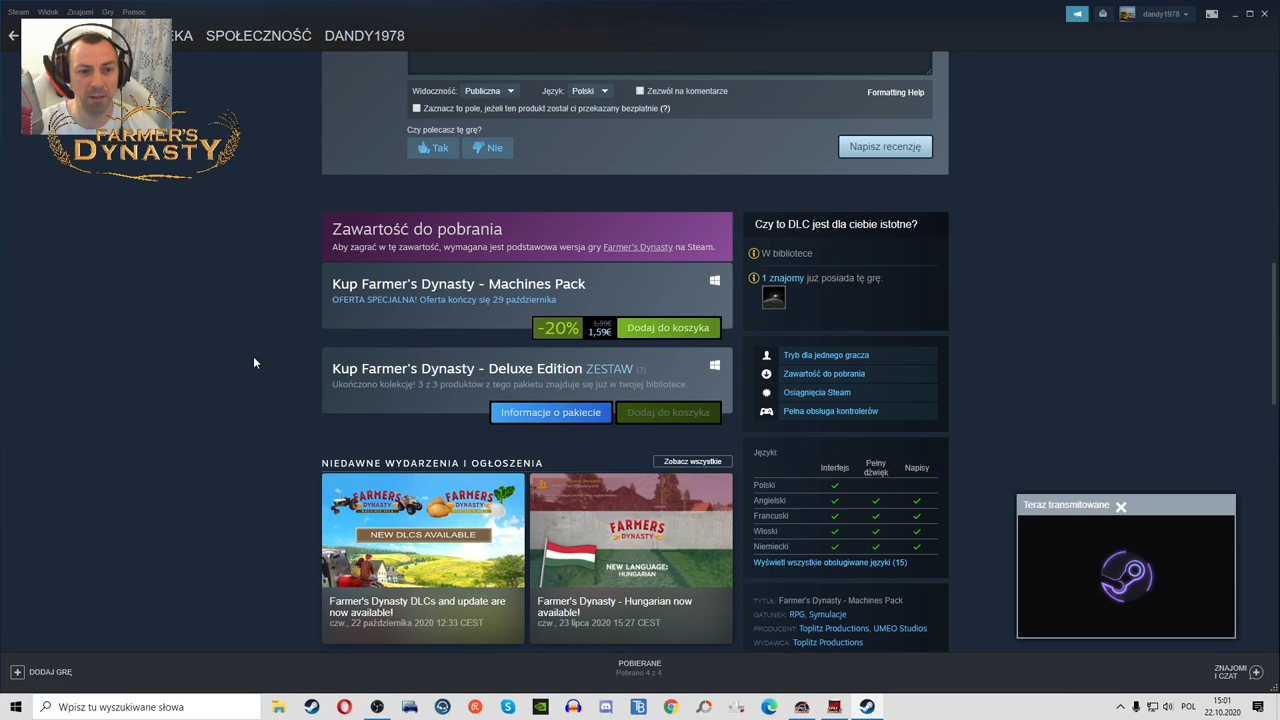 Steam Widok Znajomi Gry Pomoc
dandy1978
EKA SPOŁECZNOŚĆ DANDY1978
FARMER'S
DYNASTY
Widoczność: Publiczna Język: Polski Zezwól na komentarze
Formatting Help
Zaznacz to pole, jeżeli ten produkt został ci przekazany bezpłatnie (?)
Czy polecasz tę grę?
Tak Nie
Napisz recenzję
Zawartość do pobrania
Aby zagrać w tę zawartość, wymagana jest podstawowa wersja gry Farmer's Dynasty na Steam.
Kup Farmer's Dynasty - Machines Pack
OFERTA SPECJALNA! Oferta kończy się 29 października
-20% 1,99€ 1,59€ Dodaj do koszyka
Kup Farmer's Dynasty - Deluxe Edition ZESTAW (?)
Ukończono kolekcję! 3 z 3 produktów z tego pakietu znajduje się już w twojej bibliotece.
Informacje o pakiecie Dodaj do koszyka
NIEDAWNE WYDARZENIA I OGŁOSZENIA
Zobacz wszystkie
FARMER'S DYNASTY
FARMER'S DYNASTY
NEW DLCS AVAILABLE
Farmer's Dynasty DLCs and update are
now available!
czw., 22 października 2020 12:33 CEST
FARMER'S
DYNASTY
NEW LANGUAGE:
HUNGARIAN
Farmer's Dynasty - Hungarian now
available!
czw., 23 lipca 2020 15:27 CEST
Czy to DLC jest dla ciebie istotne?
W bibliotece
1 znajomy już posiada tę grę:
Tryb dla jednego gracza
Zawartość do pobrania
Osiągnięcia Steam
Pełna obsługa kontrolerów
Języki:
Interfejs Pełny dźwięk Napisy
Polski ✓
Angielski ✓ ✓ ✓
Francuski ✓ ✓ ✓
Włoski ✓ ✓ ✓
Niemiecki ✓ ✓ ✓
Wyświetl wszystkie obsługiwane języki (15)
TYTUŁ: Farmer's Dynasty - Machines Pack
GATUNEK: RPG, Symulacje
PRODUCENT: Toplitz Productions, UMEO Studios
WYDAWCA: Toplitz Productions
Teraz transmitowane
DODAJ GRĘ
POBIERANE
Pobrano 4 z 4
ZNAJOMI
I CZAT
Wpisz tu wyszukiwane słowa
POL
15:01
22.10.2020